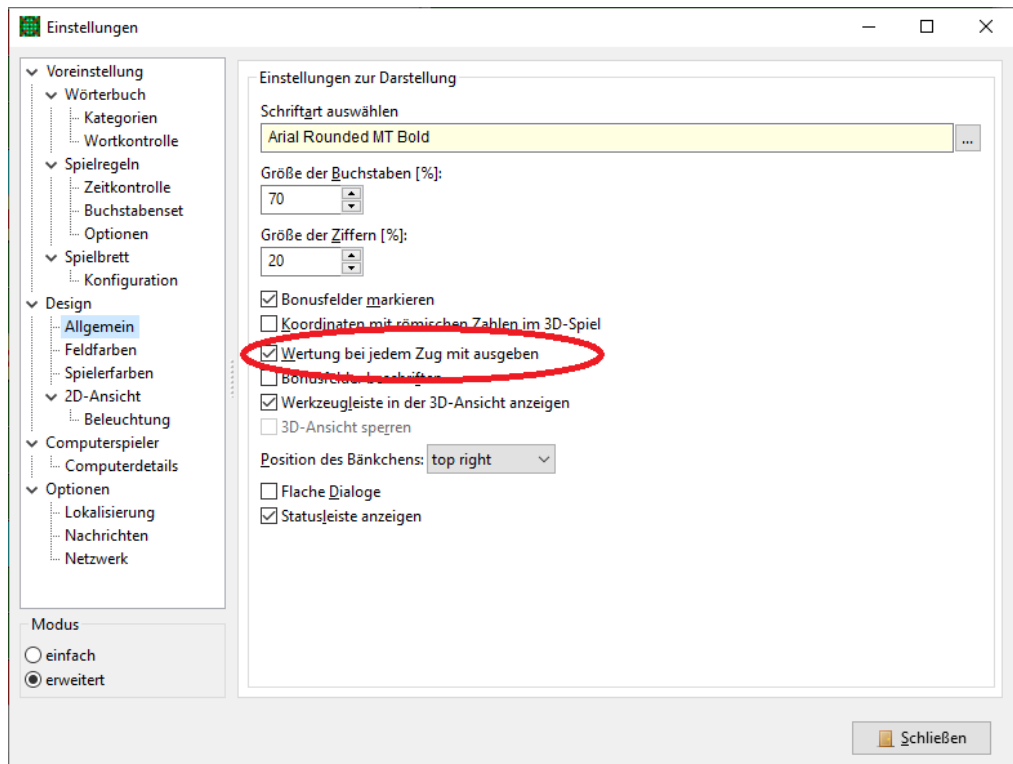 Einstellungen
Voreinstellung
Wörterbuch
Kategorien
Wortkontrolle
Spielregeln
Zeitkontrolle
Buchstabenset
Optionen
Spielbrett
Konfiguration
Design
Allgemein
Feldfarben
Spielerfarben
2D-Ansicht
Beleuchtung
Computerspieler
Computerdetails
Optionen
Lokalisierung
Nachrichten
Netzwerk
Modus
einfach
erweitert
Einstellungen zur Darstellung
Schriftart auswählen
Arial Rounded MT Bold
...
Größe der Buchstaben [%]:
70
Größe der Ziffern [%]:
20
Bonusfelder markieren
Koordinaten mit römischen Zahlen im 3D-Spiel
Wertung bei jedem Zug mit ausgeben
Bonusfelder beschriften
Werkzeugleiste in der 3D-Ansicht anzeigen
3D-Ansicht sperren
Position des Bänkchens: top right
Flache Dialoge
Statusleiste anzeigen
Schließen